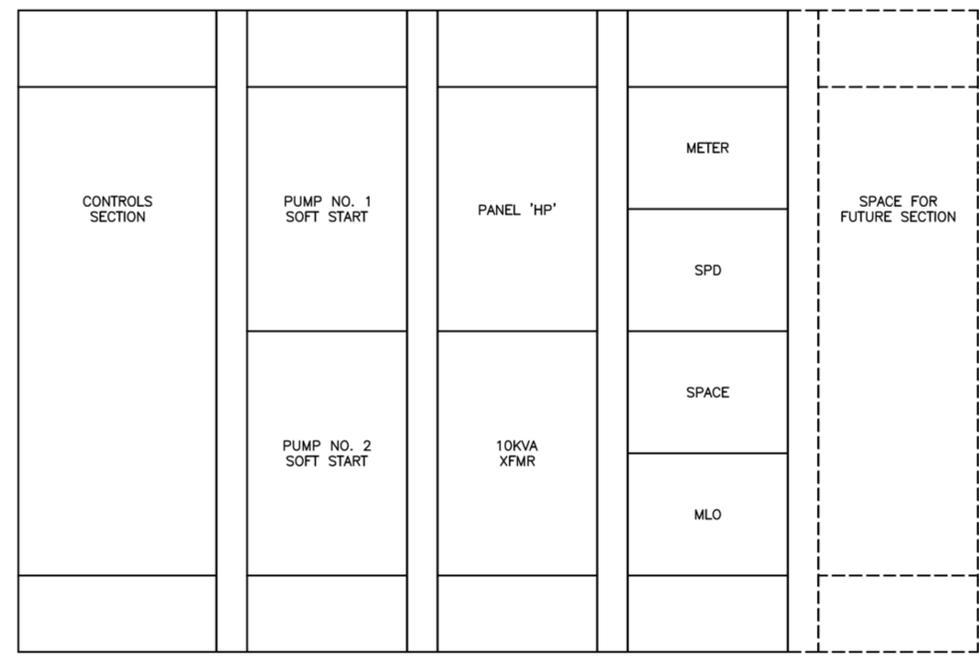 CONTROLS
SECTION
PUMP NO. 1
SOFT START
PUMP NO. 2
SOFT START
PANEL 'HP'
10KVA
XFMR
METER
SPD
SPACE
MLO
SPACE FOR
FUTURE SECTION